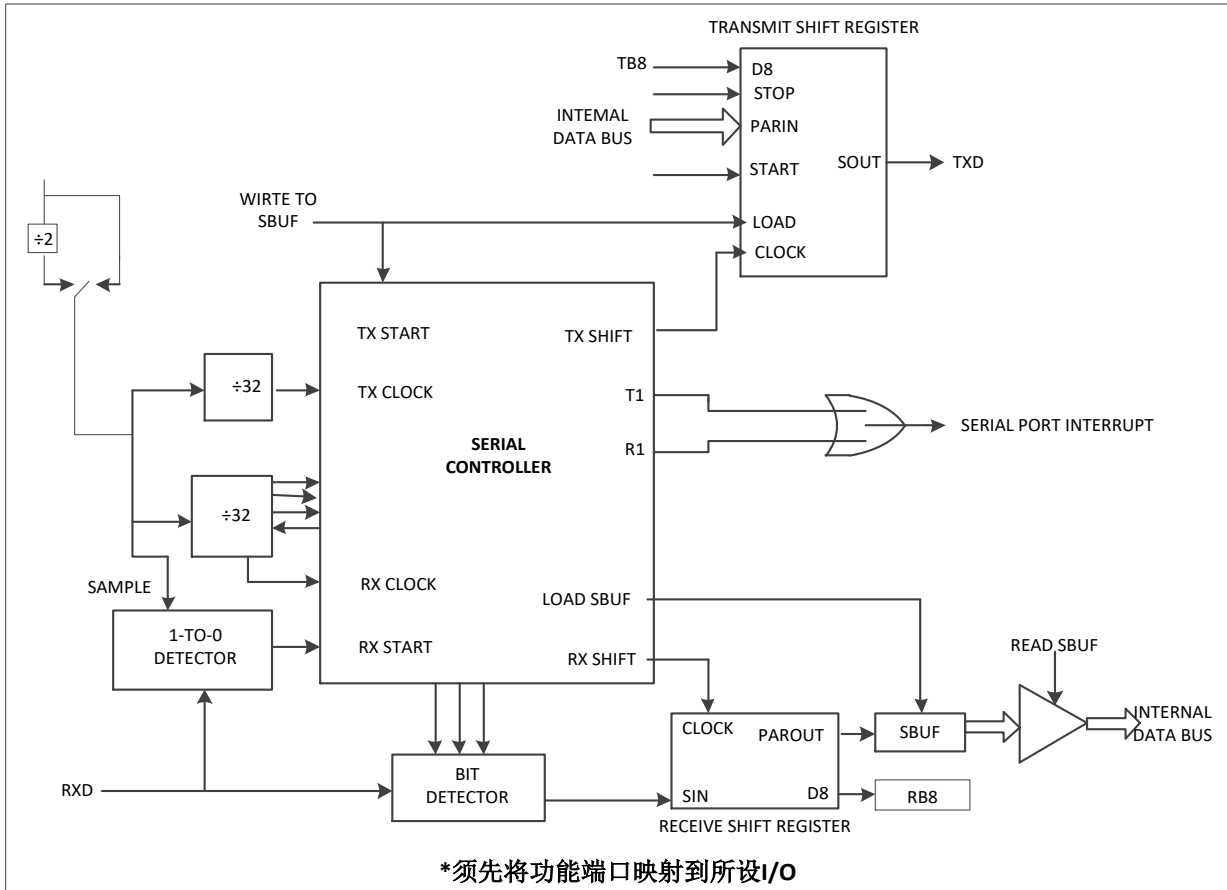 TRANSMIT SHIFT REGISTER
TB8
D8
STOP
INTEMAL
DATA BUS
PARIN
START
SOUT
TXD
WIRTE TO
SBUF
LOAD
CLOCK
÷2
TX START
TX SHIFT
÷32
TX CLOCK
T1
SERIAL PORT INTERRUPT
R1
SERIAL
CONTROLLER
÷32
SAMPLE
RX CLOCK
LOAD SBUF
1-TO-0
DETECTOR
RX START
RX SHIFT
READ SBUF
CLOCK
PAROUT
SBUF
INTERNAL
DATA BUS
RXD
BIT
DETECTOR
SIN
D8
RB8
RECEIVE SHIFT REGISTER
*须先将功能端口映射到所设I/O